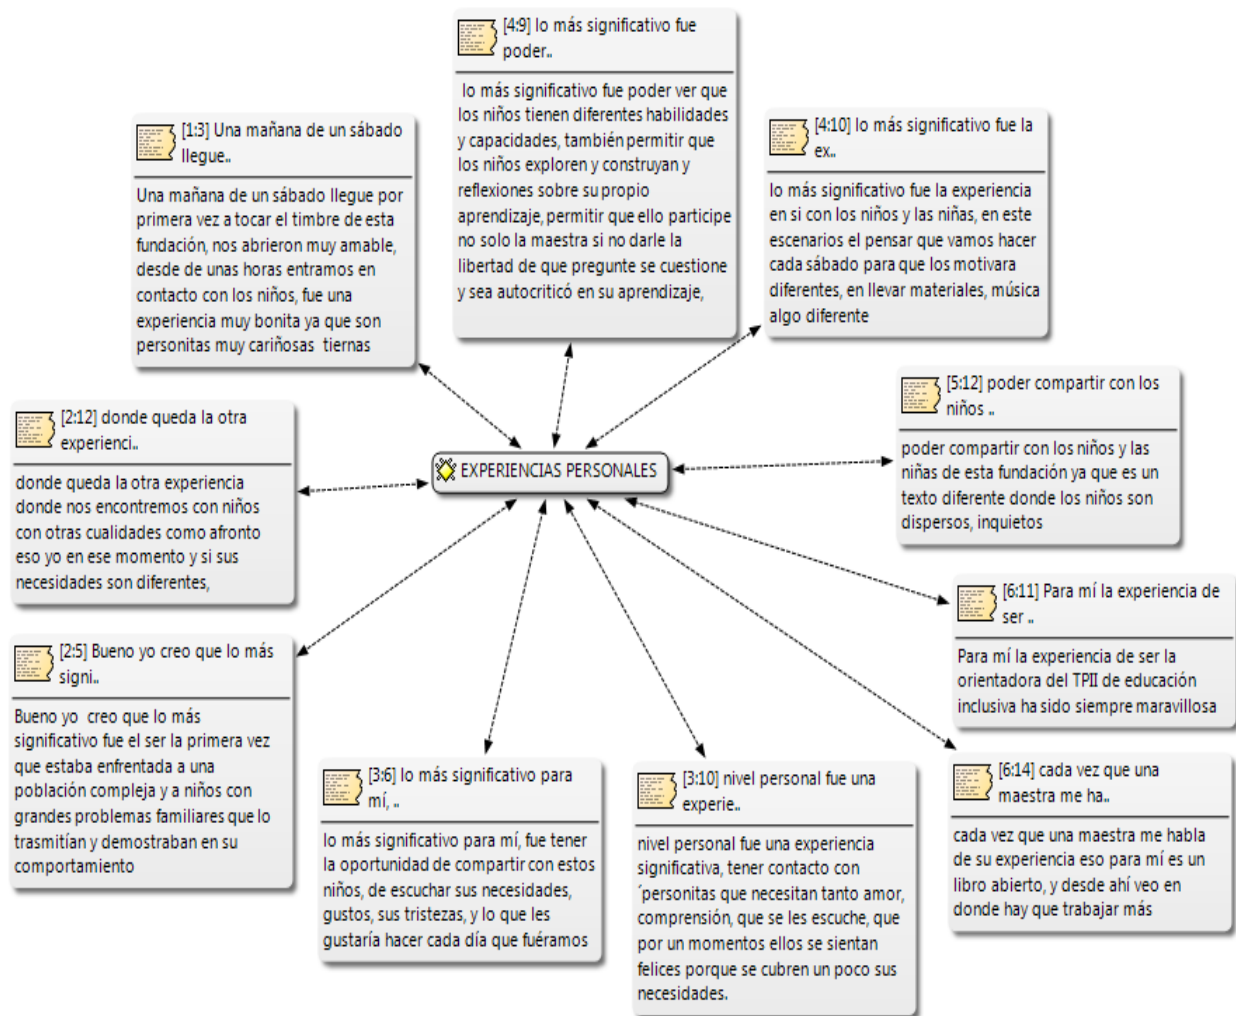 [4:9] lo más significativo fue
poder..
lo más significativo fue poder ver que
los niños tienen diferentes habilidades
y capacidades, también permitir que
los niños exploren y construyan y
reflexiones sobre su propio
aprendizaje, permitir que ello participe
no solo la maestra si no darle la
libertad de que pregunte se cuestione
y sea autocriticó en su aprendizaje,
[1:3] Una mañana de un sábado
llegue..
Una mañana de un sábado llegue por
primera vez a tocar el timbre de esta
fundación, nos abrieron muy amable,
desde de unas horas entramos en
contacto con los niños, fue una
experiencia muy bonita ya que son
personitas muy cariñosas tiernas
[4:10] lo más significativo fue la
ex..
lo más significativo fue la experiencia
en si con los niños y las niñas, en este
escenarios el pensar que vamos hacer
cada sábado para que los motivara
diferentes, en llevar materiales, música
algo diferente
[2:12] donde queda la otra
experienci..
donde queda la otra experiencia
donde nos encontremos con niños
con otras cualidades como afronto
eso yo en ese momento y si sus
necesidades son diferentes,
EXPERIENCIAS PERSONALES
[5:12] poder compartir con los
niños ..
poder compartir con los niños y las
niñas de esta fundación ya que es un
texto diferente donde los niños son
dispersos, inquietos
[6:11] Para mí la experiencia de
ser ..
Para mí la experiencia de ser la
orientadora del TPII de educación
inclusiva ha sido siempre maravillosa
[2:5] Bueno yo creo que lo más
signi..
Bueno yo creo que lo más
significativo fue el ser la primera vez
que estaba enfrentada a una
población compleja y a niños con
grandes problemas familiares que lo
trasmitían y demostraban en su
comportamiento
[3:6] lo más significativo para
mí, ..
lo más significativo para mí, fue tener
la oportunidad de compartir con estos
niños, de escuchar sus necesidades,
gustos, sus tristezas, y lo que les
gustaría hacer cada día que fuéramos
[3:10] nivel personal fue una
experie..
nivel personal fue una experiencia
significativa, tener contacto con
´personitas que necesitan tanto amor,
comprensión, que se les escuche, que
por un momentos ellos se sientan
felices porque se cubren un poco sus
necesidades.
[6:14] cada vez que una
maestra me ha..
cada vez que una maestra me habla
de su experiencia eso para mí es un
libro abierto, y desde ahí veo en
donde hay que trabajar más